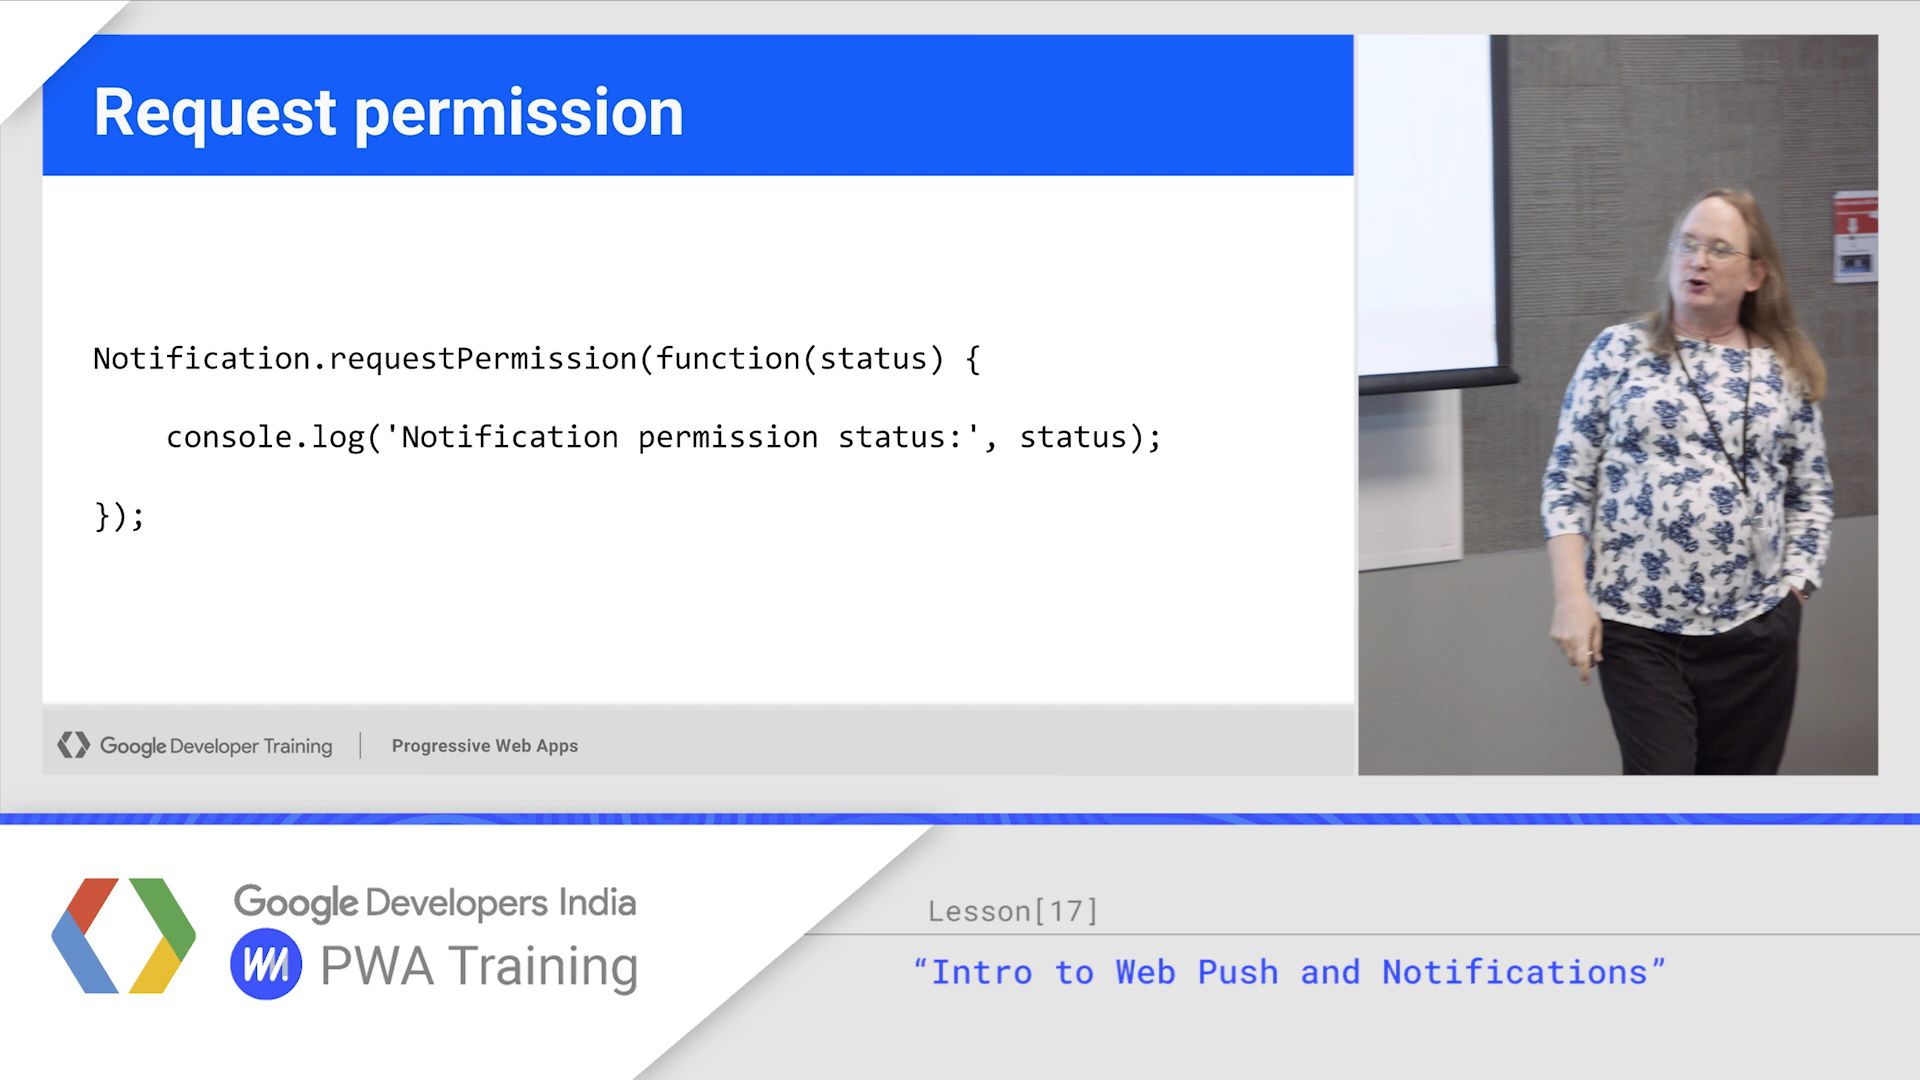 Request permission
Notification.requestPermission(function(status) {
console.log('Notification permission status:', status);
});
Google Developer Training | Progressive Web Apps
Google Developers India
PWA Training
Lesson[17]
“Intro to Web Push and Notifications”